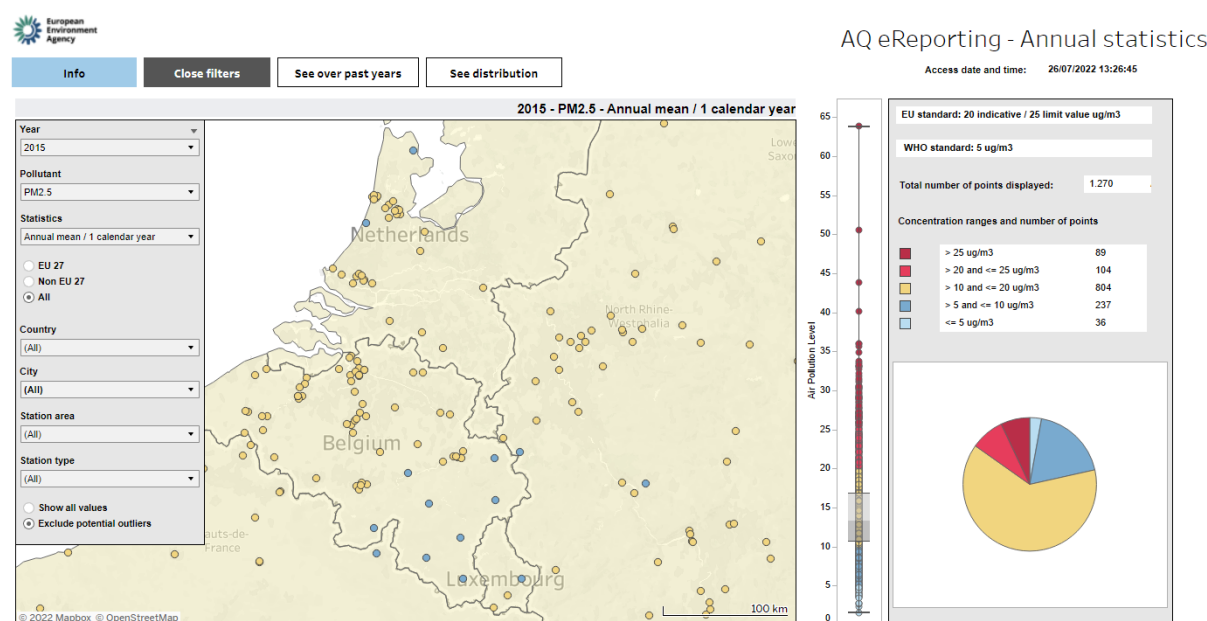 European
Environment
Agency
AQ eReporting - Annual statistics
Access date and time: 26/07/2022 13:26:45
Info
Close filters
See over past years
See distribution
2015 - PM2.5 - Annual mean / 1 calendar year
Year
2015
Pollutant
PM2.5
Statistics
Annual mean / 1 calendar year
EU 27
Non EU 27
All
Country
(All)
City
(All)
Station area
(All)
Station type
(All)
Show all values
Exclude potential outliers
Netherlands
Belgium
Luxembourg
North Rhine-
Westphalia
Lowe
Saxo
auts-de-
France
100 km
© 2022 Mapbox © OpenStreetMap
Air Pollution Level
65
60
55
50
45
40
35
30
25
20
15
10
5
0
EU standard: 20 indicative / 25 limit value ug/m3
WHO standard: 5 ug/m3
Total number of points displayed: 1.270
Concentration ranges and number of points
> 25 ug/m3 89
> 20 and <= 25 ug/m3 104
> 10 and <= 20 ug/m3 804
> 5 and <= 10 ug/m3 237
<= 5 ug/m3 36